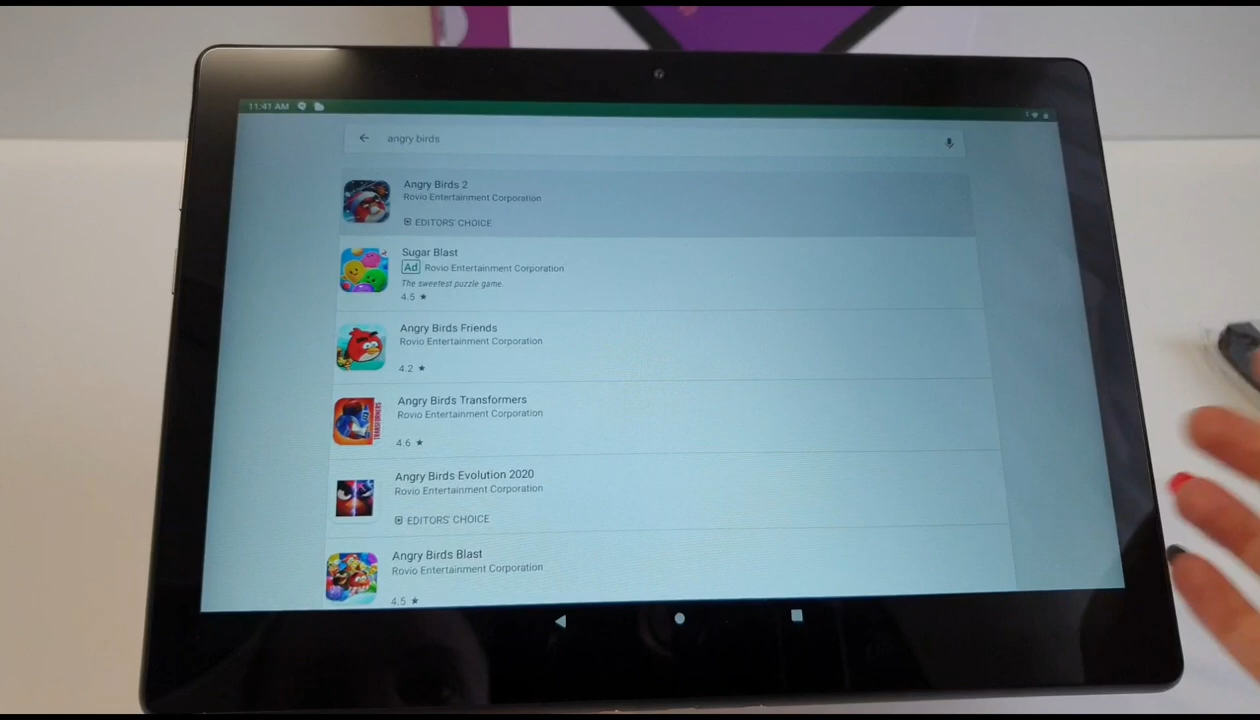 11:41 AM
angry birds
Angry Birds 2
Rovio Entertainment Corporation
EDITORS' CHOICE
Sugar Blast
Ad Rovio Entertainment Corporation
The sweetest puzzle game.
4.5 ★
Angry Birds Friends
Rovio Entertainment Corporation
4.2 ★
TRANSFORMERS
Angry Birds Transformers
Rovio Entertainment Corporation
4.6 ★
Angry Birds Evolution 2020
Rovio Entertainment Corporation
EDITORS' CHOICE
Angry Birds Blast
Rovio Entertainment Corporation
4.5 ★